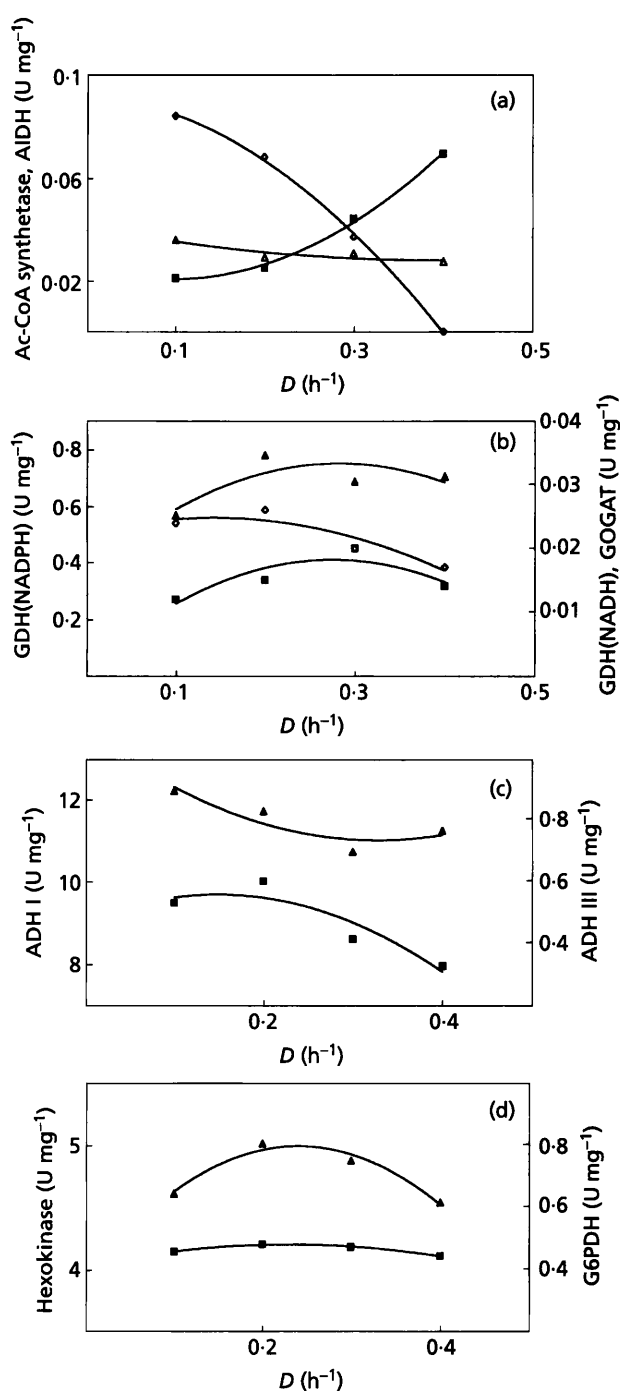 (a)
Ac-CoA synthetase, AlDH (U mg⁻¹)
0·1
0·06
0·02
0·1 0·3 0·5
D (h⁻¹)
(b)
GDH(NADPH) (U mg⁻¹)
0·8
0·6
0·4
0·2
0·04
0·03
0·02
0·01
GDH(NADH), GOGAT (U mg⁻¹)
0·1 0·3 0·5
D (h⁻¹)
(c)
ADH I (U mg⁻¹)
12
10
8
0·8
0·6
0·4
ADH III (U mg⁻¹)
0·2 0·4
D (h⁻¹)
(d)
Hexokinase (U mg⁻¹)
5
4
0·8
0·6
0·4
G6PDH (U mg⁻¹)
0·2 0·4
D (h⁻¹)